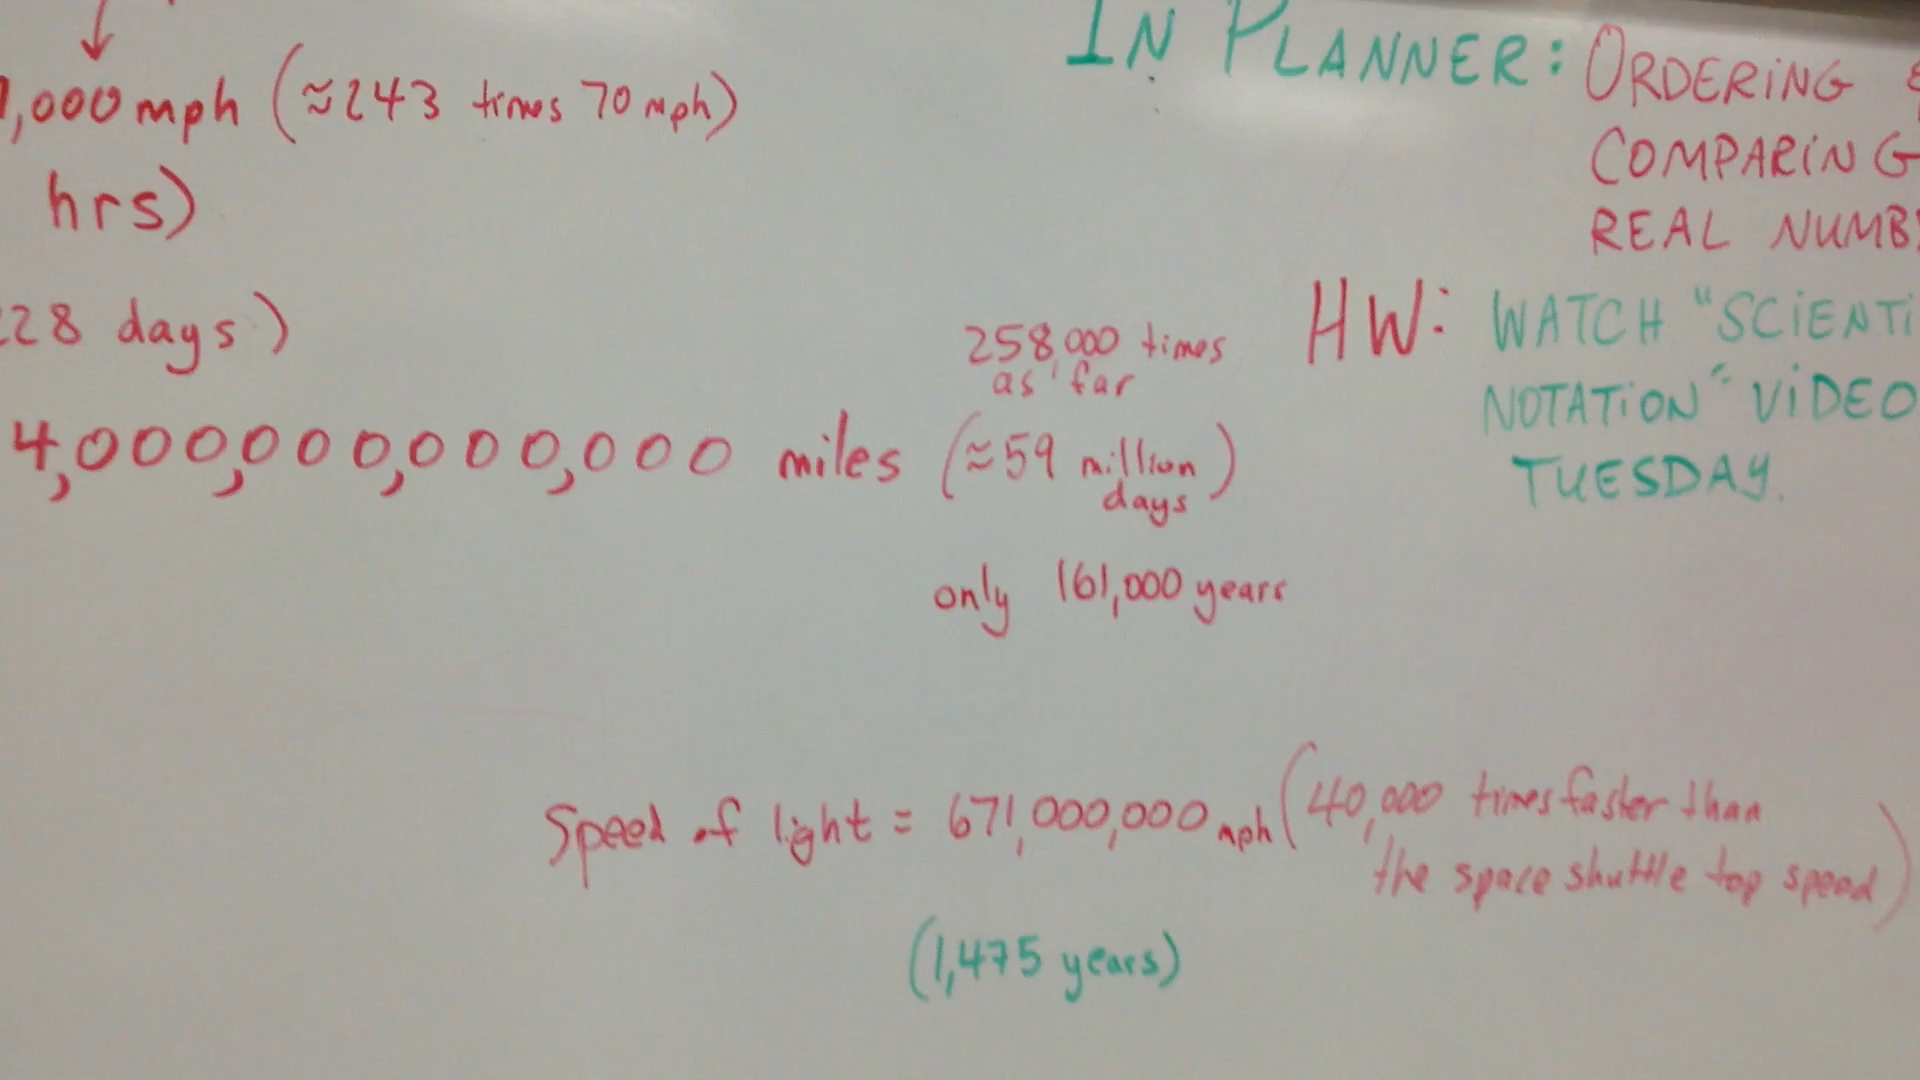 ,000 mph (≈243 times 70 mph)
hrs)
28 days)
4,000,000,000,000 miles (≈59 million days)
258,000 times
as far
only 161,000 years
Speed of light = 671,000,000 mph (40,000 times faster than
the space shuttle top speed)
(1,475 years)
IN PLANNER: ORDERING &
COMPARING
REAL NUMB
HW: WATCH "SCIENTI
NOTATION" VIDEO
TUESDAY.